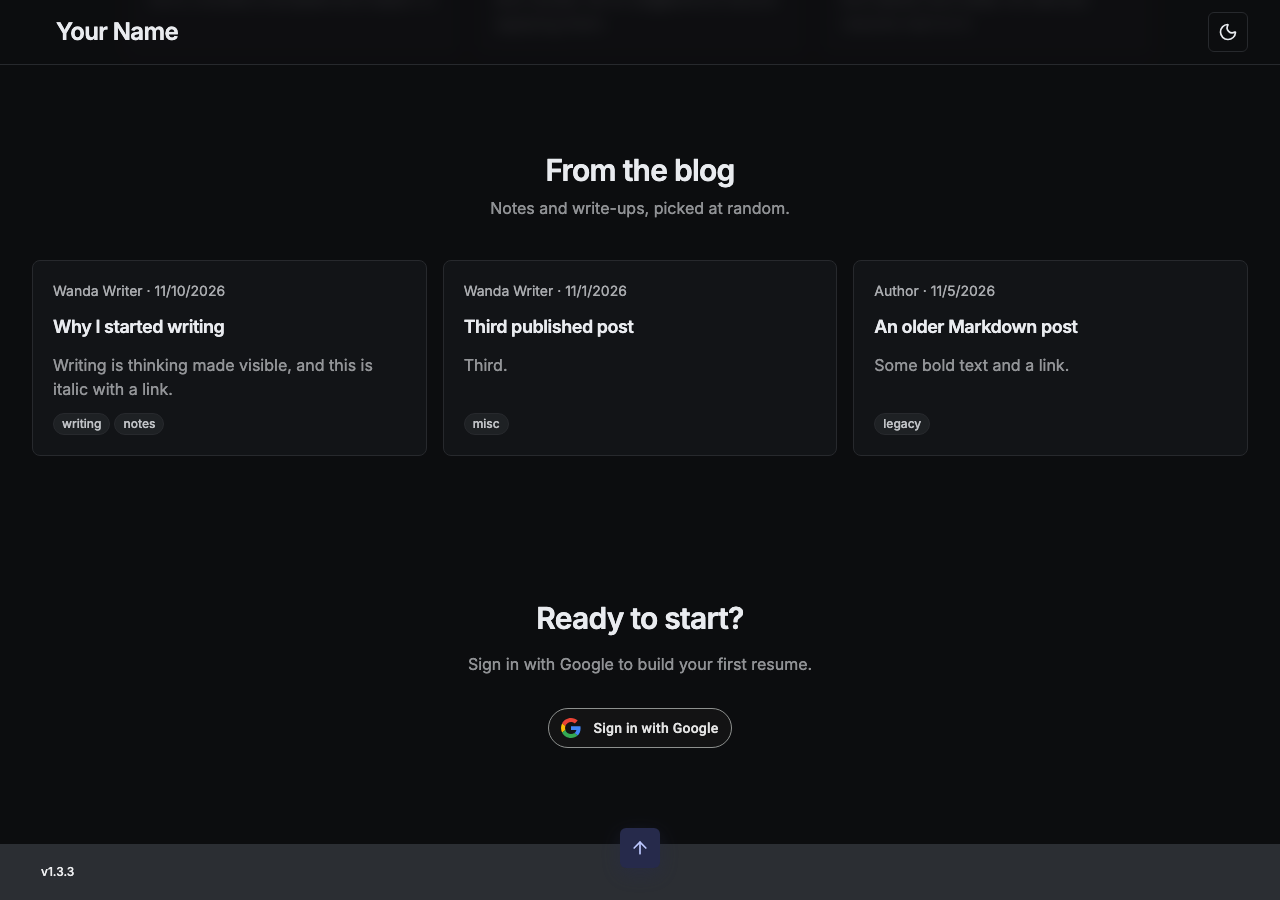 Your Name
From the blog
Notes and write-ups, picked at random.
Wanda Writer · 11/10/2026
Why I started writing
Writing is thinking made visible, and this is
italic with a link.
writing notes
Wanda Writer · 11/1/2026
Third published post
Third.
misc
Author · 11/5/2026
An older Markdown post
Some bold text and a link.
legacy
Ready to start?
Sign in with Google to build your first resume.
Sign in with Google
v1.3.3